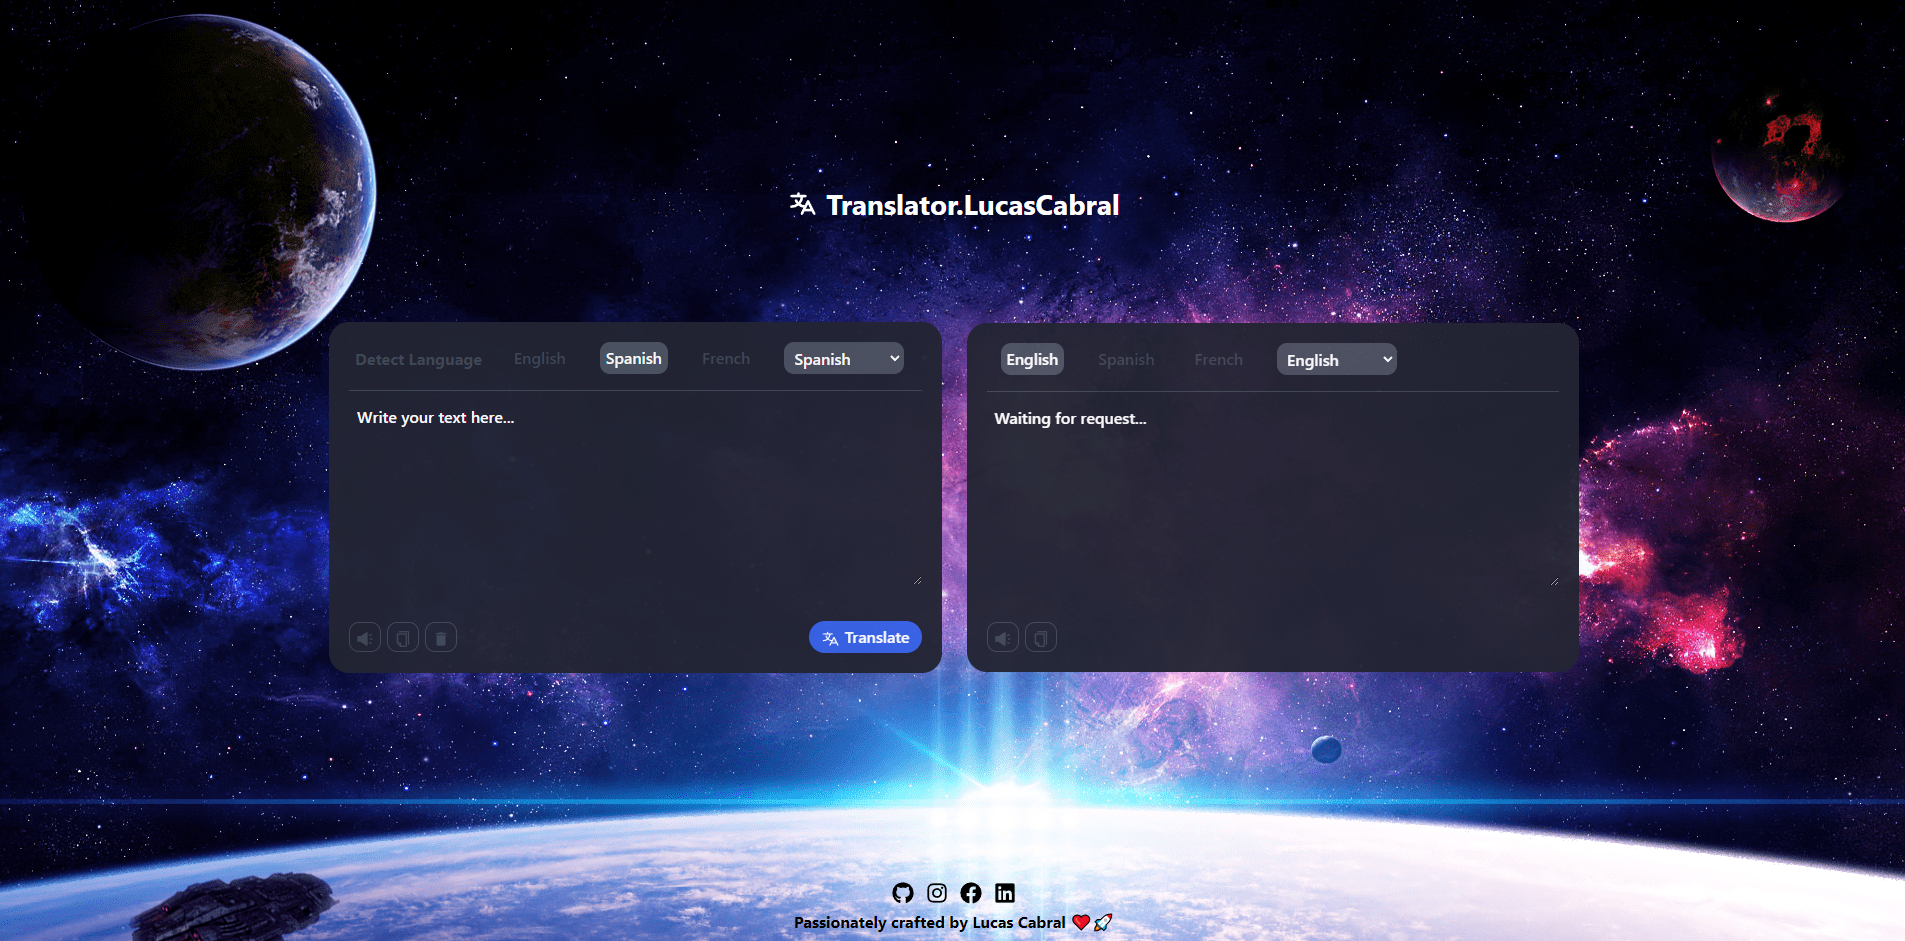 Translator.LucasCabral
Detect Language English Spanish French Spanish
Write your text here...
Translate
English Spanish French English
Waiting for request...
Passionately crafted by Lucas Cabral ❤️🚀